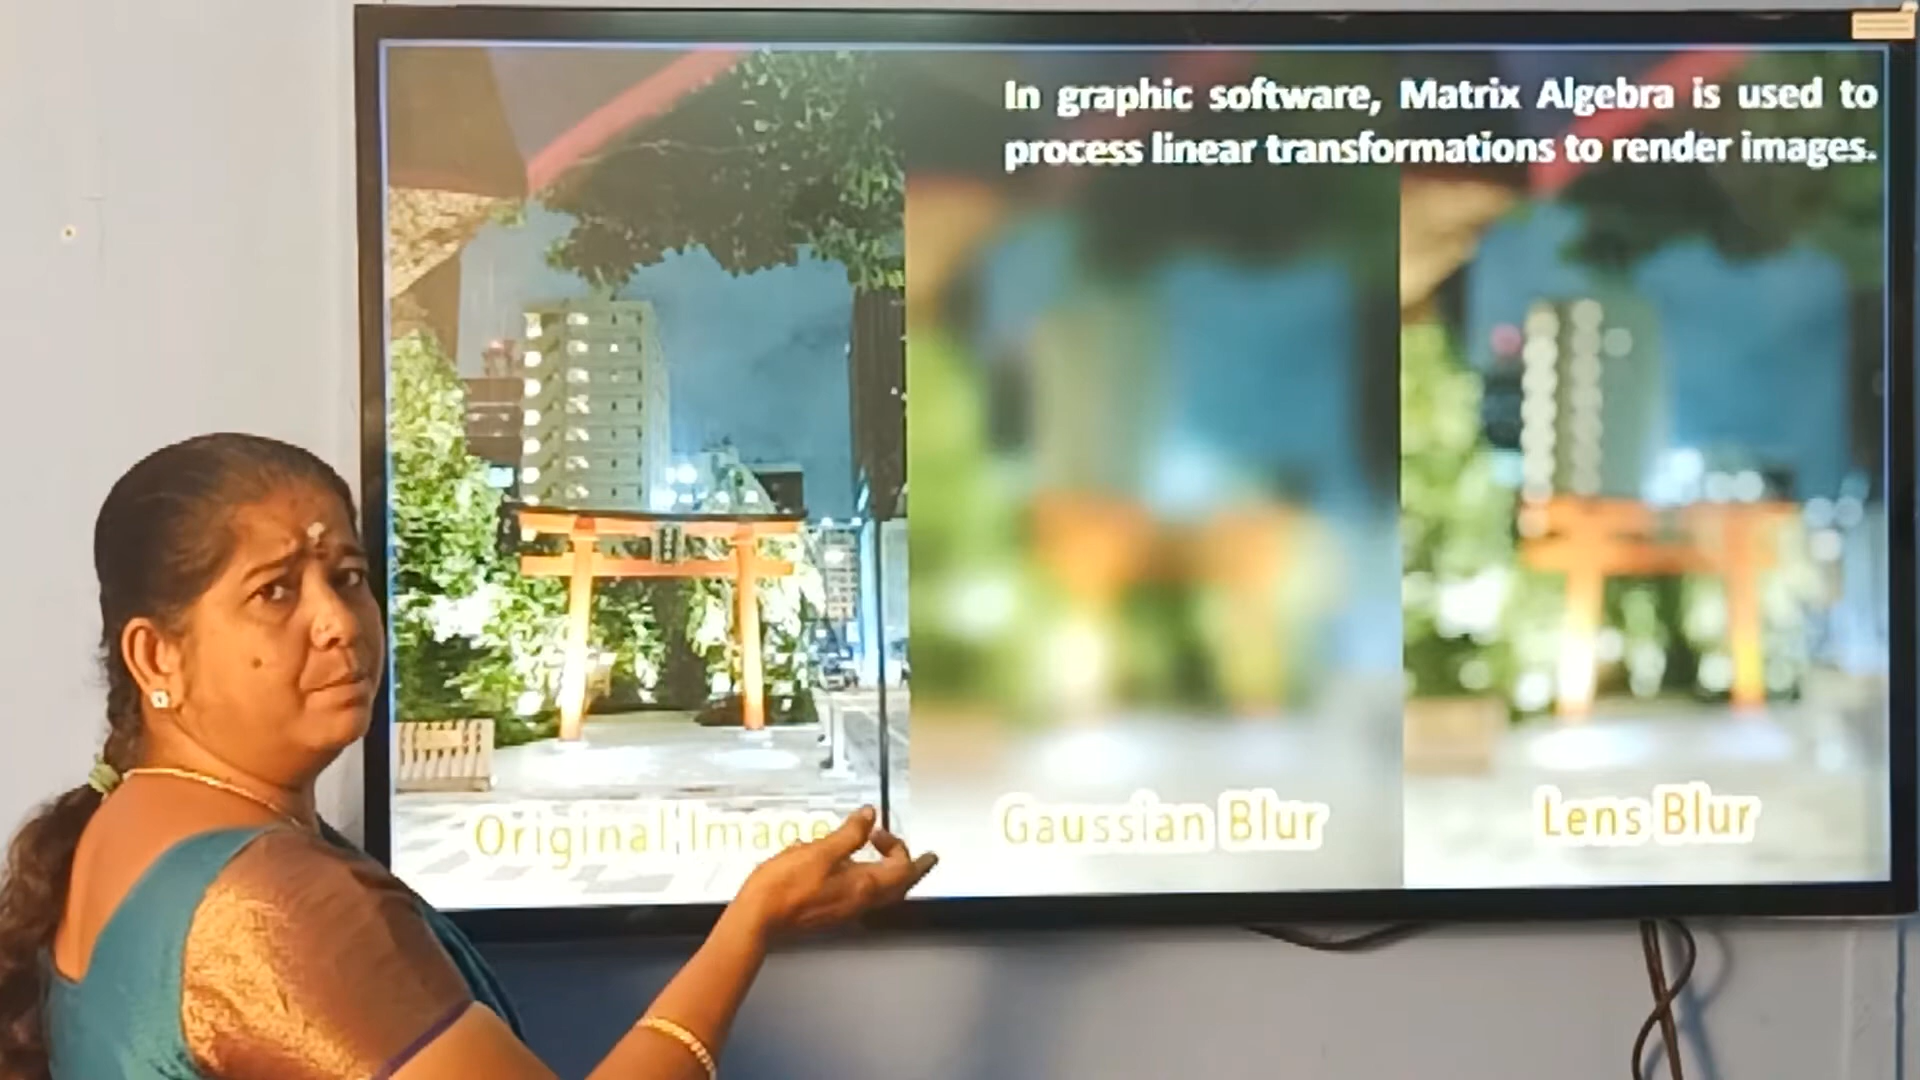 In graphic software, Matrix Algebra is used to
process linear transformations to render images.
Original Image
Gaussian Blur
Lens Blur